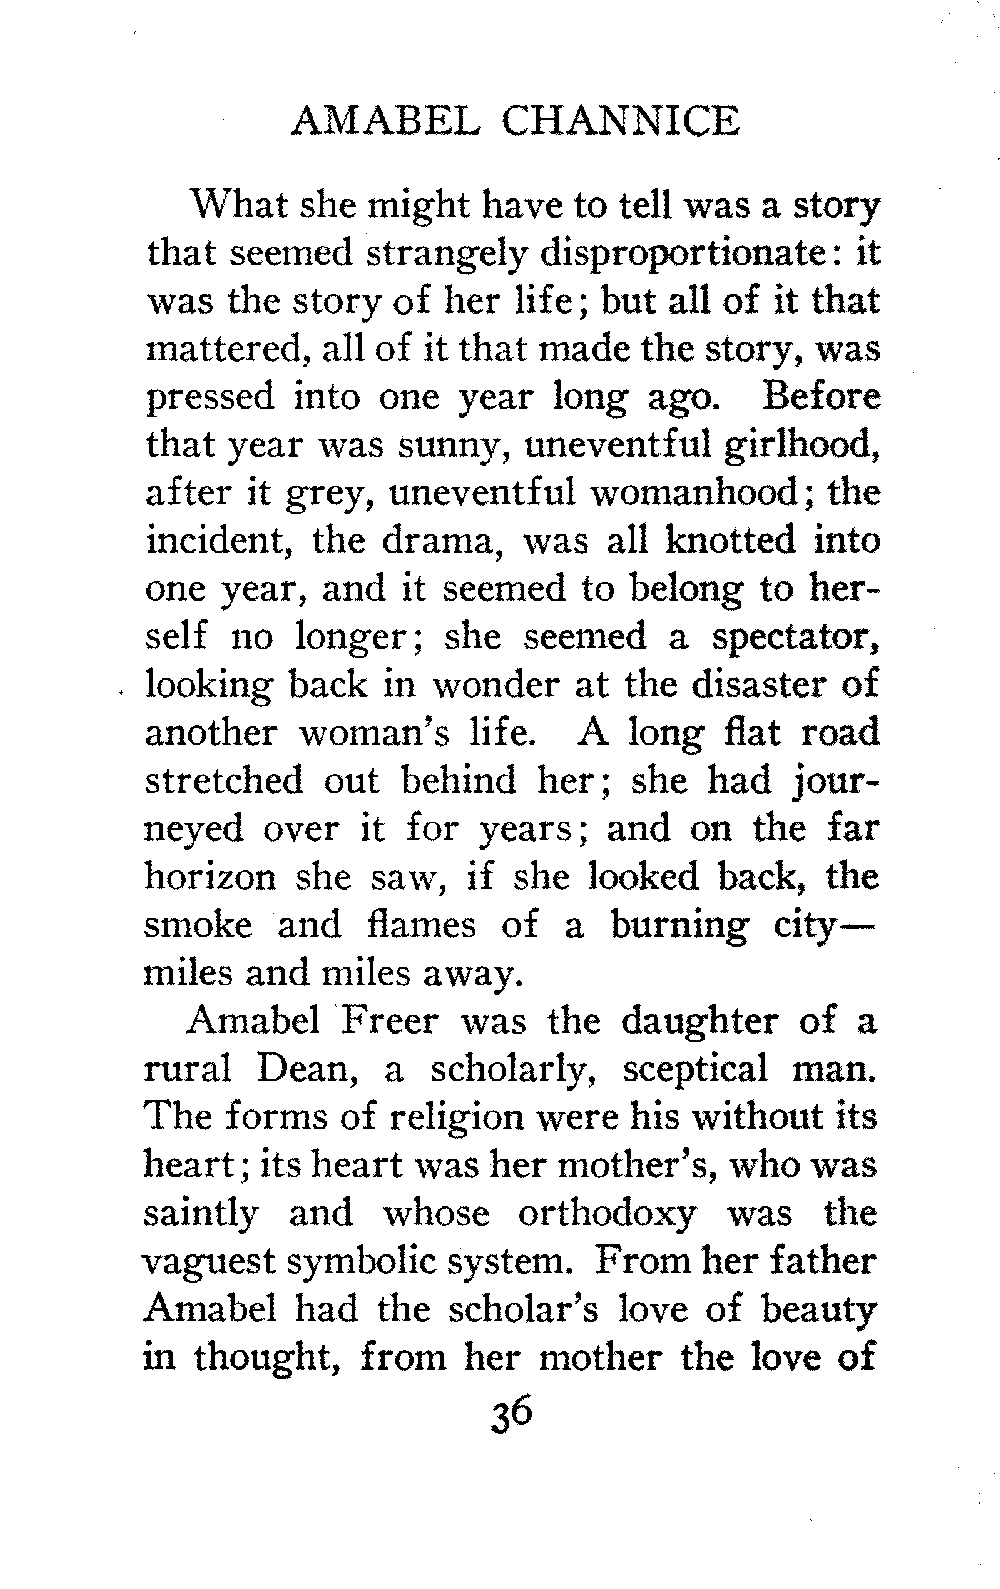 AMABEL CHANNICE
What she might have to tell was a story
that seemed strangely disproportionate: it
was the story of her life; but all of it that
mattered, all of it that made the story, was
pressed into one year long ago. Before
that year was sunny, uneventful girlhood,
after it grey, uneventful womanhood; the
incident, the drama, was all knotted into
one year, and it seemed to belong to her-
self no longer; she seemed a spectator,
looking back in wonder at the disaster of
another woman's life. A long flat road
stretched out behind her; she had jour-
neyed over it for years; and on the far
horizon she saw, if she looked back, the
smoke and flames of a burning city—
miles and miles away.
Amabel Freer was the daughter of a
rural Dean, a scholarly, sceptical man.
The forms of religion were his without its
heart; its heart was her mother's, who was
saintly and whose orthodoxy was the
vaguest symbolic system. From her father
Amabel had the scholar's love of beauty
in thought, from her mother the love of
36